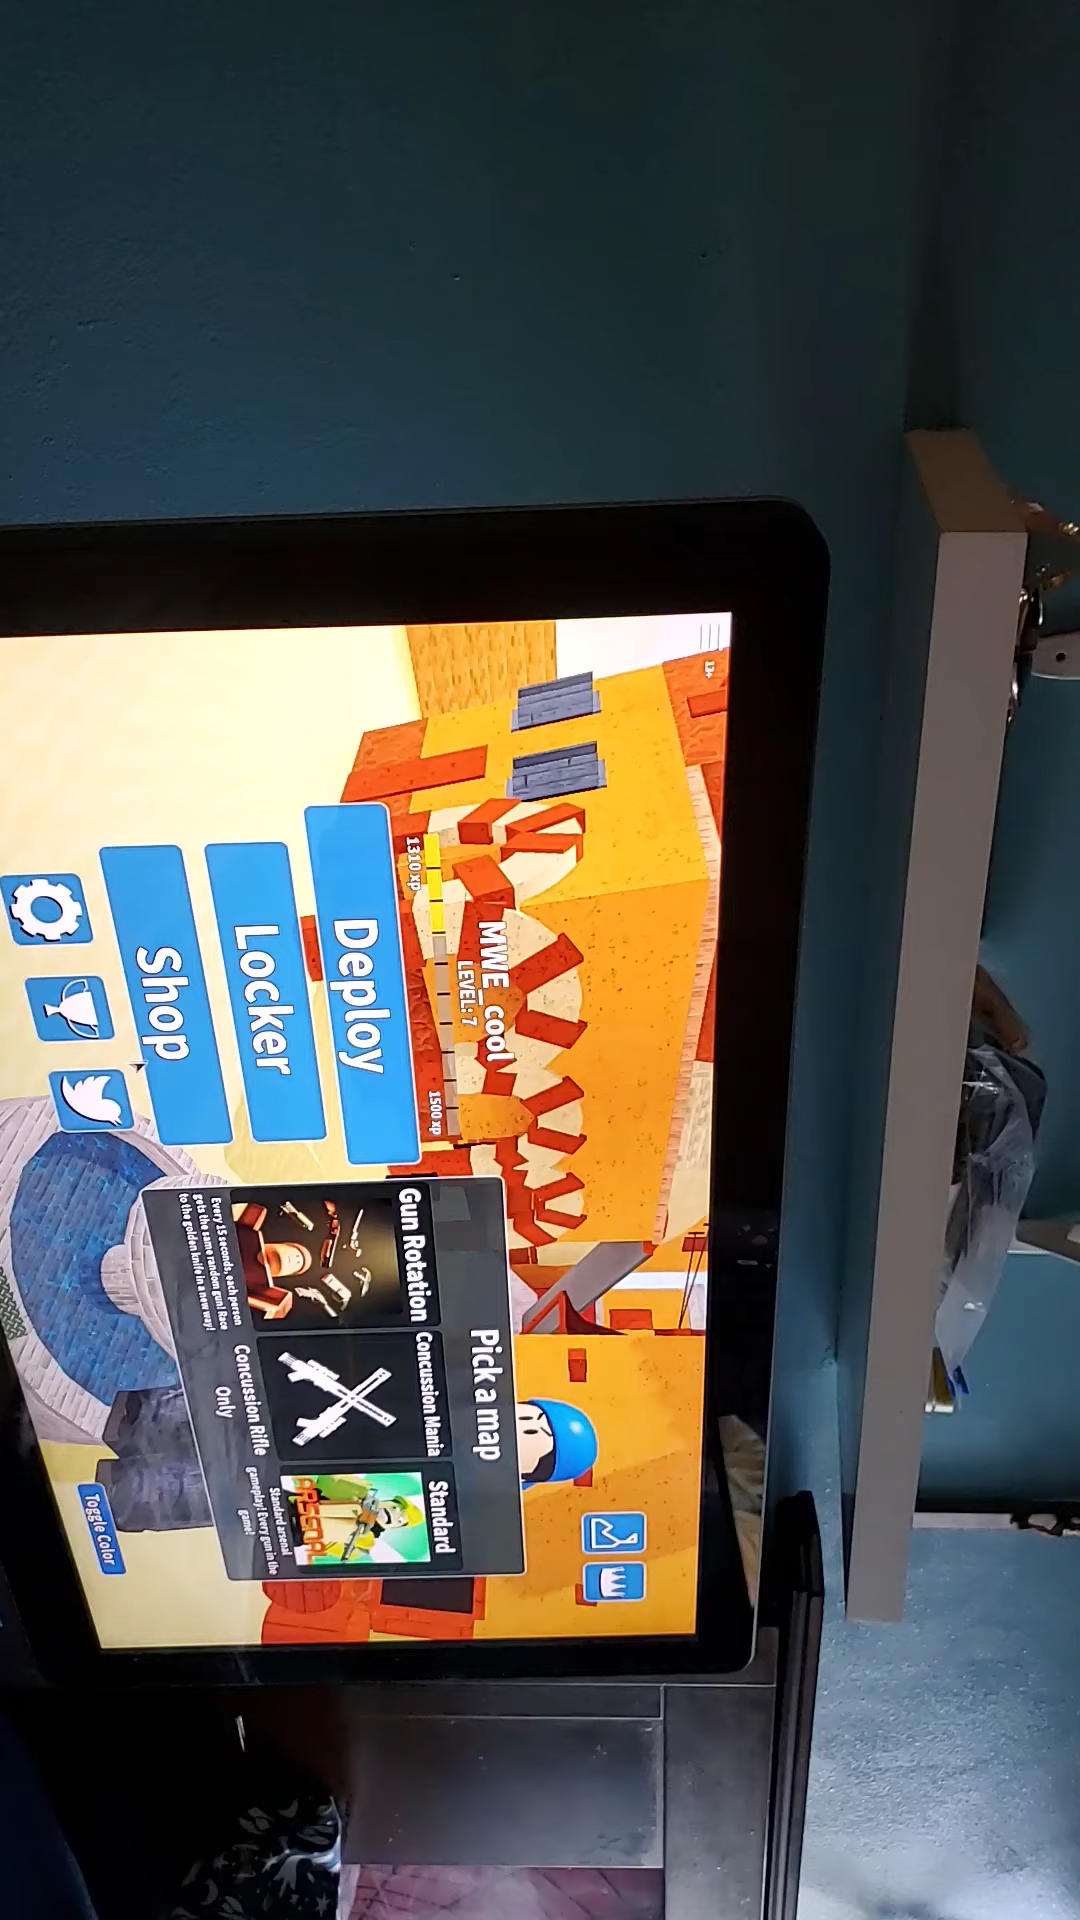 13+
MWE_cool
LEVEL: 7
1310 xp
1500 xp
Deploy
Locker
Shop
Pick a map
Gun Rotation
Every 15 seconds, each person
gets the same random gun! Race
to the golden knife in a new way!
Concussion Mania
Concussion Rifle
Only
Standard
ARSENAL
Standard arsenal
gameplay! Every gun in the
game!
Toggle Color